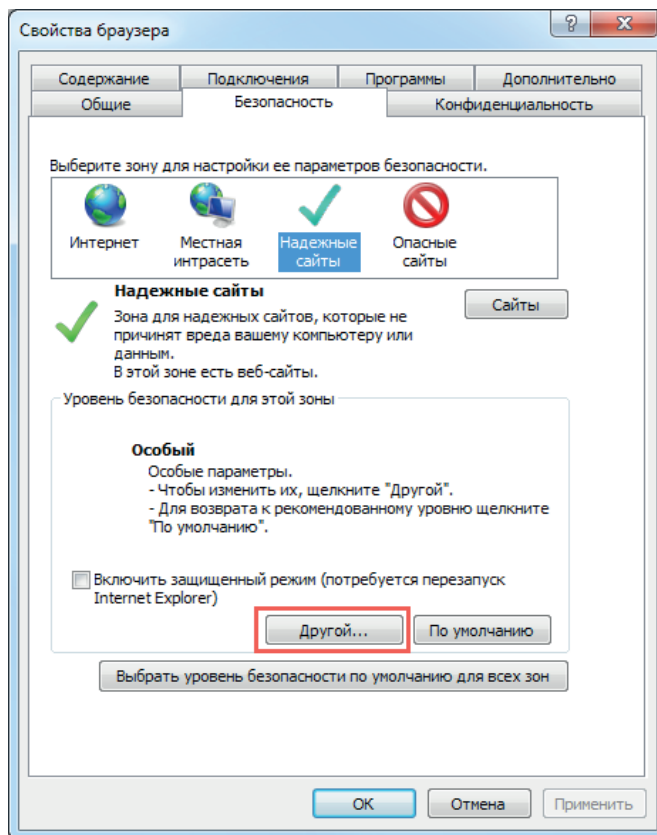 Свойства браузера
Содержание Подключения Программы Дополнительно
Общие Безопасность Конфиденциальность
Выберите зону для настройки ее параметров безопасности.
Интернет Местная интрасеть Надежные сайты Опасные сайты
Надежные сайты
Сайты
Зона для надежных сайтов, которые не
причинят вреда вашему компьютеру или
данным.
В этой зоне есть веб-сайты.
Уровень безопасности для этой зоны
Особый
Особые параметры.
- Чтобы изменить их, щелкните "Другой".
- Для возврата к рекомендованному уровню щелкните
"По умолчанию".
Включить защищенный режим (потребуется перезапуск
Internet Explorer)
Другой... По умолчанию
Выбрать уровень безопасности по умолчанию для всех зон
ОК Отмена Применить